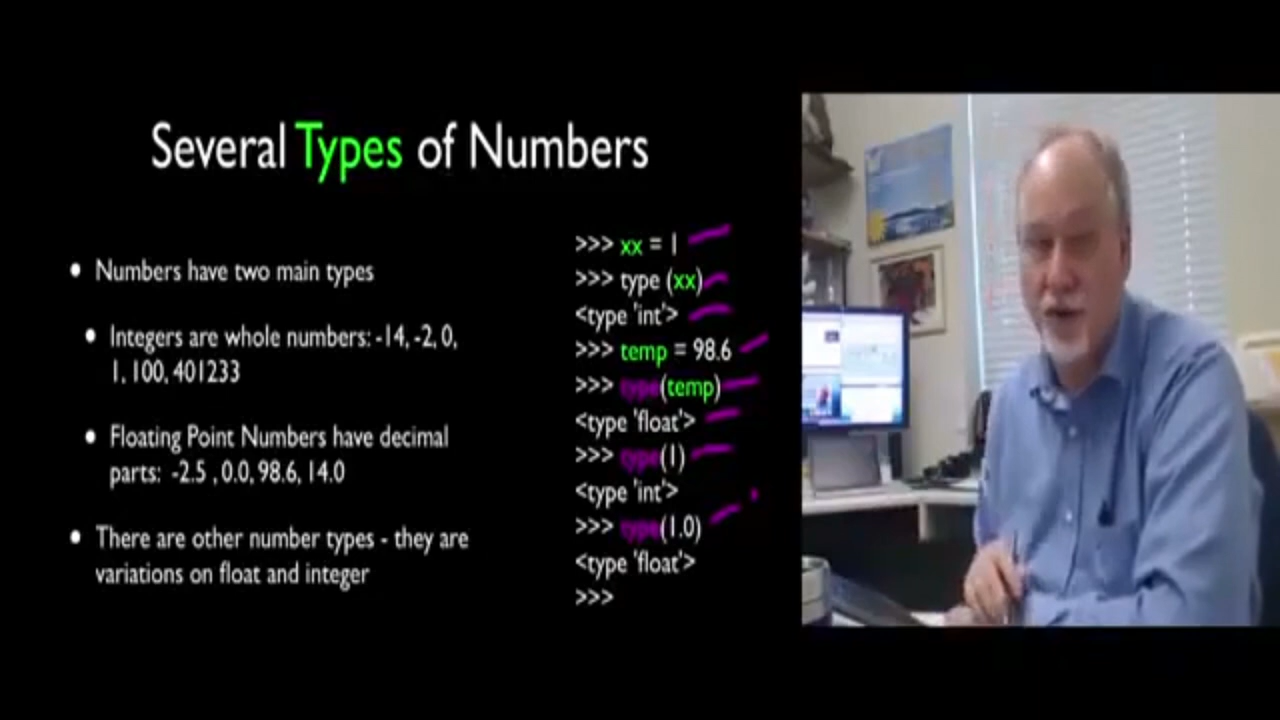 Several Types of Numbers
• Numbers have two main types
• Integers are whole numbers: -14, -2, 0,
1, 100, 401233
• Floating Point Numbers have decimal
parts: -2.5 , 0.0, 98.6, 14.0
• There are other number types - they are
variations on float and integer
>>> xx = 1
>>> type (xx)
<type 'int'>
>>> temp = 98.6
>>> type(temp)
<type 'float'>
>>> type(1)
<type 'int'>
>>> type(1.0)
<type 'float'>
>>>